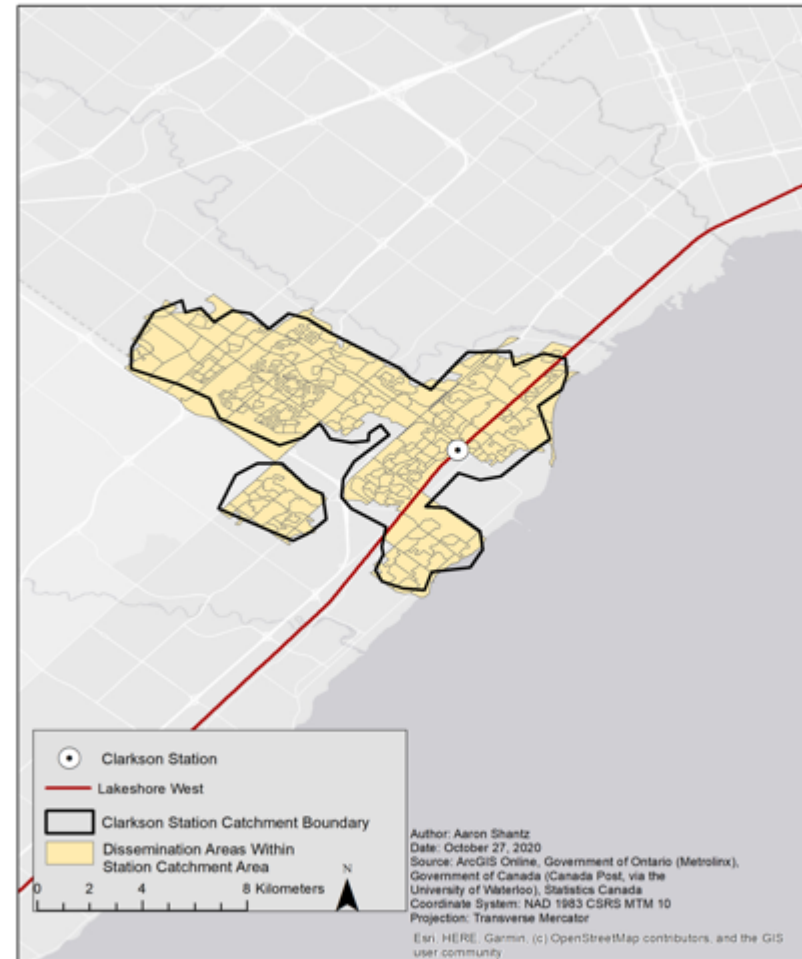 Clarkson Station
Lakeshore West
Clarkson Station Catchment Boundary
Dissemination Areas Within
Station Catchment Area
N
0 2 4 8 Kilometers
Author: Aaron Shantz
Date: October 27, 2020
Source: ArcGIS Online, Government of Ontario (Metrolinx),
Government of Canada (Canada Post, via the
University of Waterloo), Statistics Canada
Coordinate System: NAD 1983 CSRS MTM 10
Projection: Transverse Mercator
Esri, HERE, Garmin, (c) OpenStreetMap contributors, and the GIS
user community